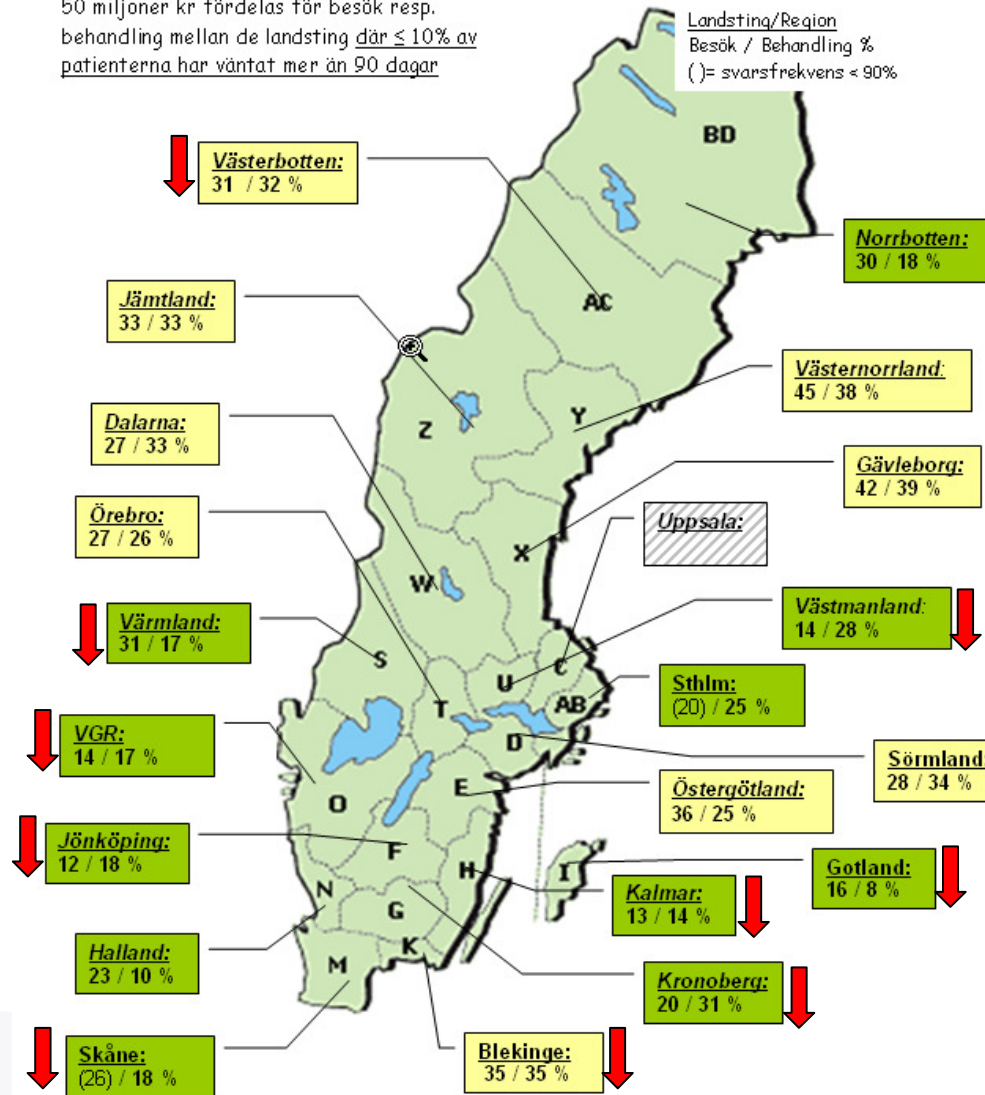 50 miljoner kr fördelas för besök resp.
behandling mellan de landsting där ≤ 10% av
patienterna har väntat mer än 90 dagar
Landsting/Region
Besök / Behandling %
( )= svarsfrekvens < 90%
BD
Västerbotten:
31 / 32 %
Norrbotten:
30 / 18 %
Jämtland:
33 / 33 %
AC
Västernorrland:
45 / 38 %
Dalarna:
27 / 33 %
Z
Y
Gävleborg:
42 / 39 %
Örebro:
27 / 26 %
Uppsala:
X
W
Värmland:
31 / 17 %
Västmanland:
14 / 28 %
S
C
U
Sthlm:
(20) / 25 %
T
AB
VGR:
14 / 17 %
D
Sörmland:
28 / 34 %
E
Östergötland:
36 / 25 %
O
Jönköping:
12 / 18 %
F
H
I
Gotland:
16 / 8 %
N
Kalmar:
13 / 14 %
G
Halland:
23 / 10 %
K
M
Kronoberg:
20 / 31 %
Skåne:
(26) / 18 %
Blekinge:
35 / 35 %